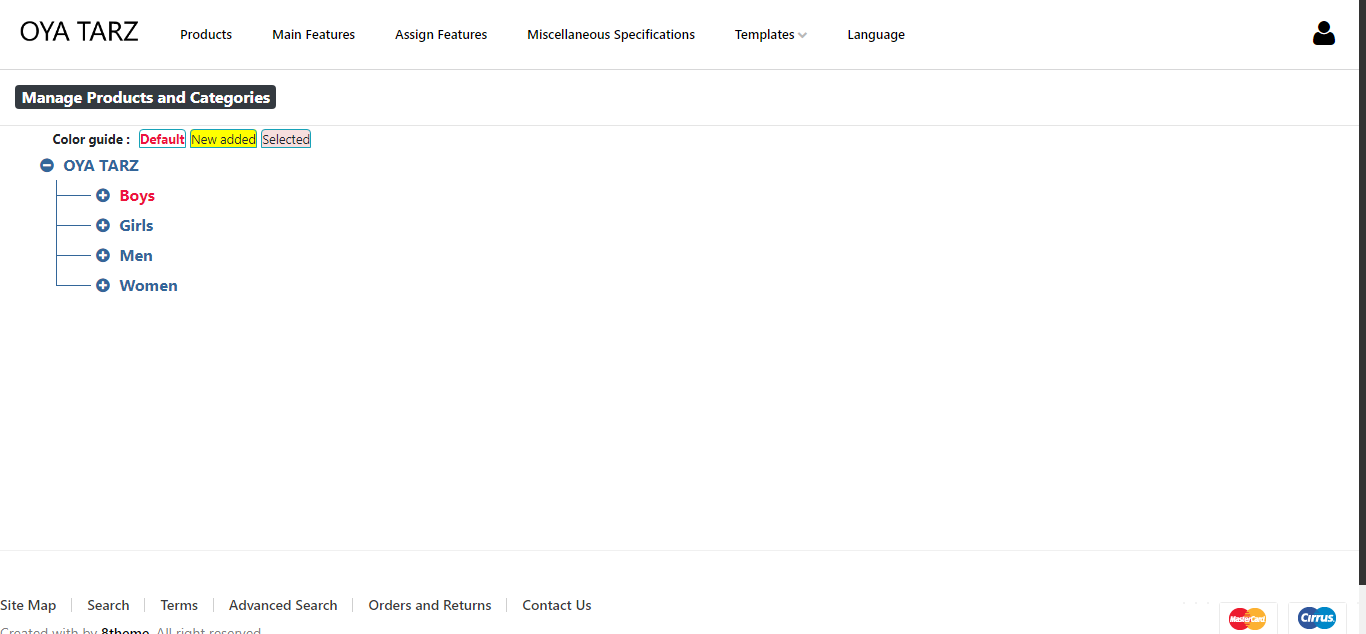 OYA TARZ Products Main Features Assign Features Miscellaneous Specifications Templates Language
Manage Products and Categories
Color guide : Default New added Selected
OYA TARZ
Boys
Girls
Men
Women
Site Map Search Terms Advanced Search Orders and Returns Contact Us
MasterCard Cirrus.
Created with by 8theme. All right reserved.